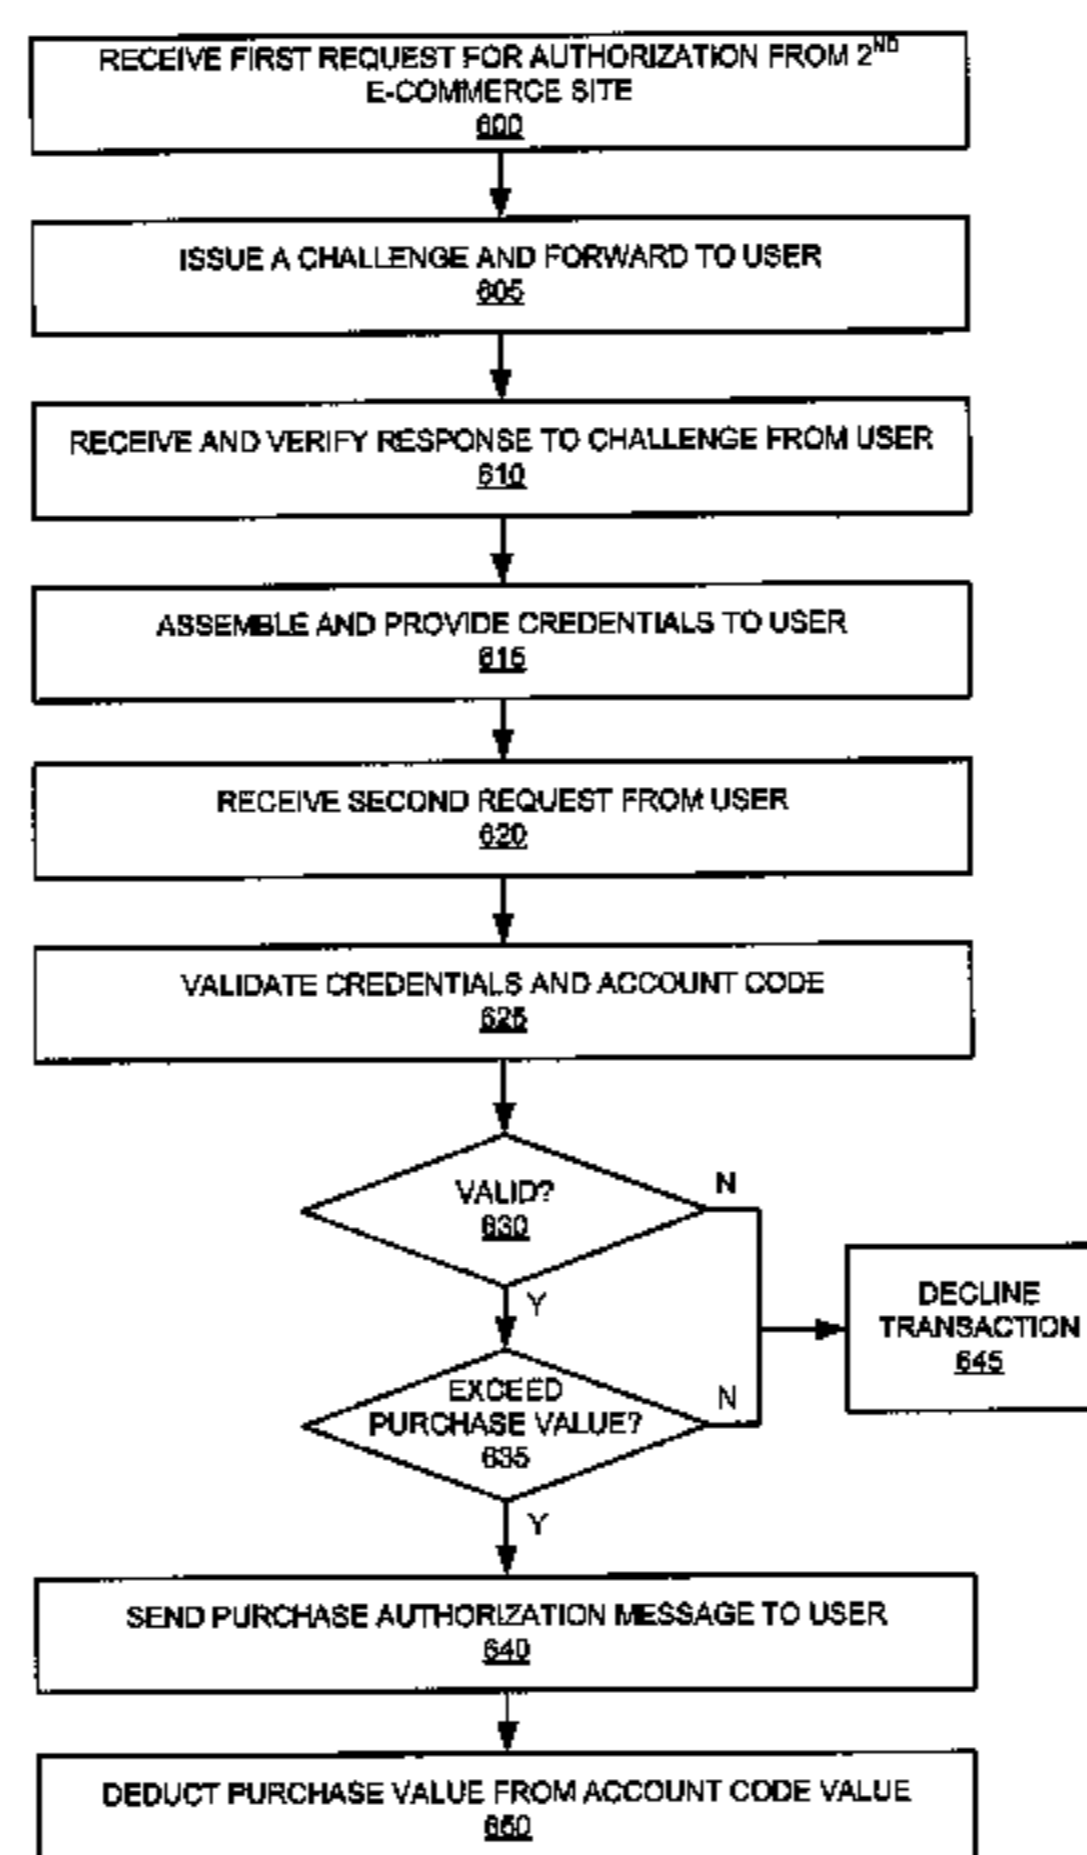 RECEIVE FIRST REQUEST FOR AUTHORIZATION FROM 2ND
E-COMMERCE SITE
600
ISSUE A CHALLENGE AND FORWARD TO USER
605
RECEIVE AND VERIFY RESPONSE TO CHALLENGE FROM USER
610
ASSEMBLE AND PROVIDE CREDENTIALS TO USER
615
RECEIVE SECOND REQUEST FROM USER
620
VALIDATE CREDENTIALS AND ACCOUNT CODE
625
VALID?
630
N
Y
DECLINE
TRANSACTION
645
EXCEED
PURCHASE VALUE?
635
N
Y
SEND PURCHASE AUTHORIZATION MESSAGE TO USER
640
DEDUCT PURCHASE VALUE FROM ACCOUNT CODE VALUE
650